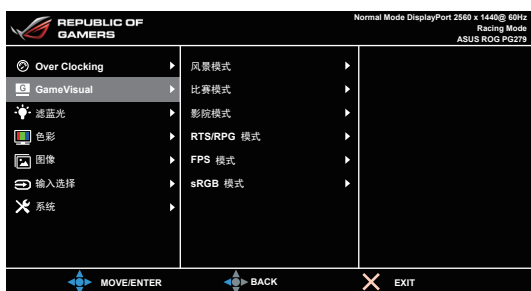 REPUBLIC OF
GAMERS
Normal Mode DisplayPort 2560 x 1440@ 60Hz
Racing Mode
ASUS ROG PG279
Over Clocking
G GameVisual
滤蓝光
色彩
图像
输入选择
系统
风景模式
比赛模式
影院模式
RTS/RPG 模式
FPS 模式
sRGB 模式
MOVE/ENTER
BACK
EXIT